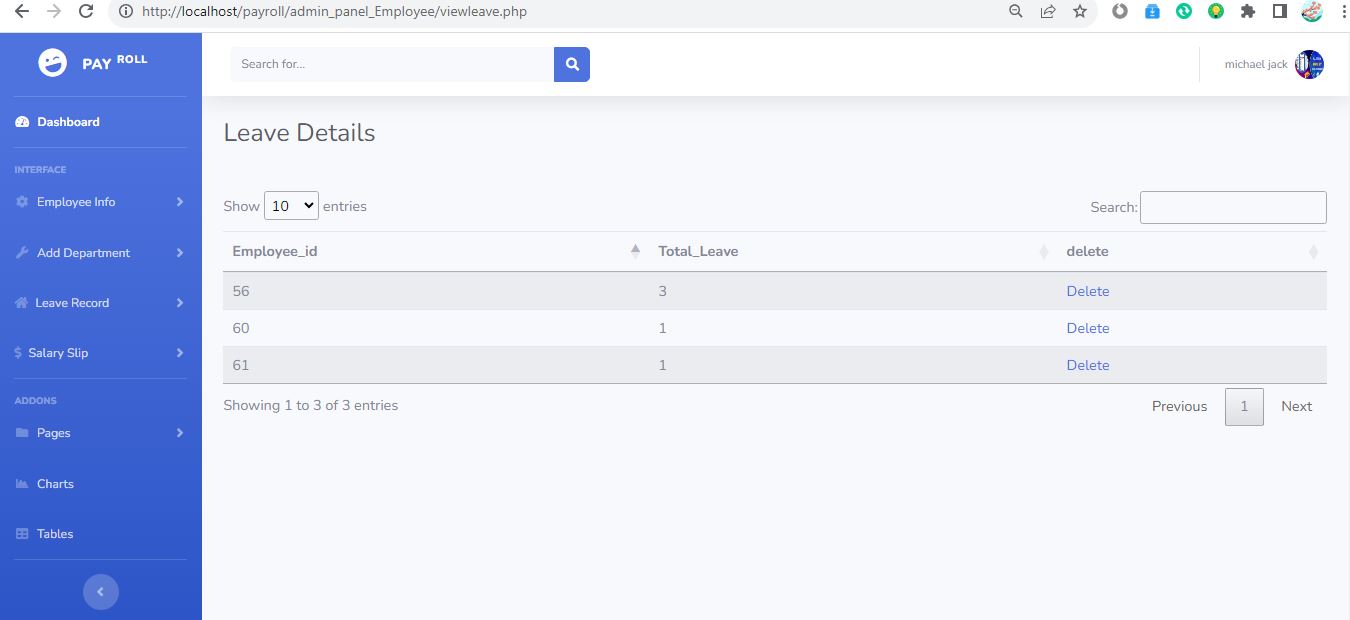 http://localhost/payroll/admin_panel_Employee/viewleave.php
PAY ROLL
Search for...
michael jack
Dashboard
INTERFACE
Employee Info
Add Department
Leave Record
$ Salary Slip
ADDONS
Pages
Charts
Tables
Leave Details
Show 10 entries
Search:
Employee_id Total_Leave delete
56 3 Delete
60 1 Delete
61 1 Delete
Showing 1 to 3 of 3 entries
Previous 1 Next